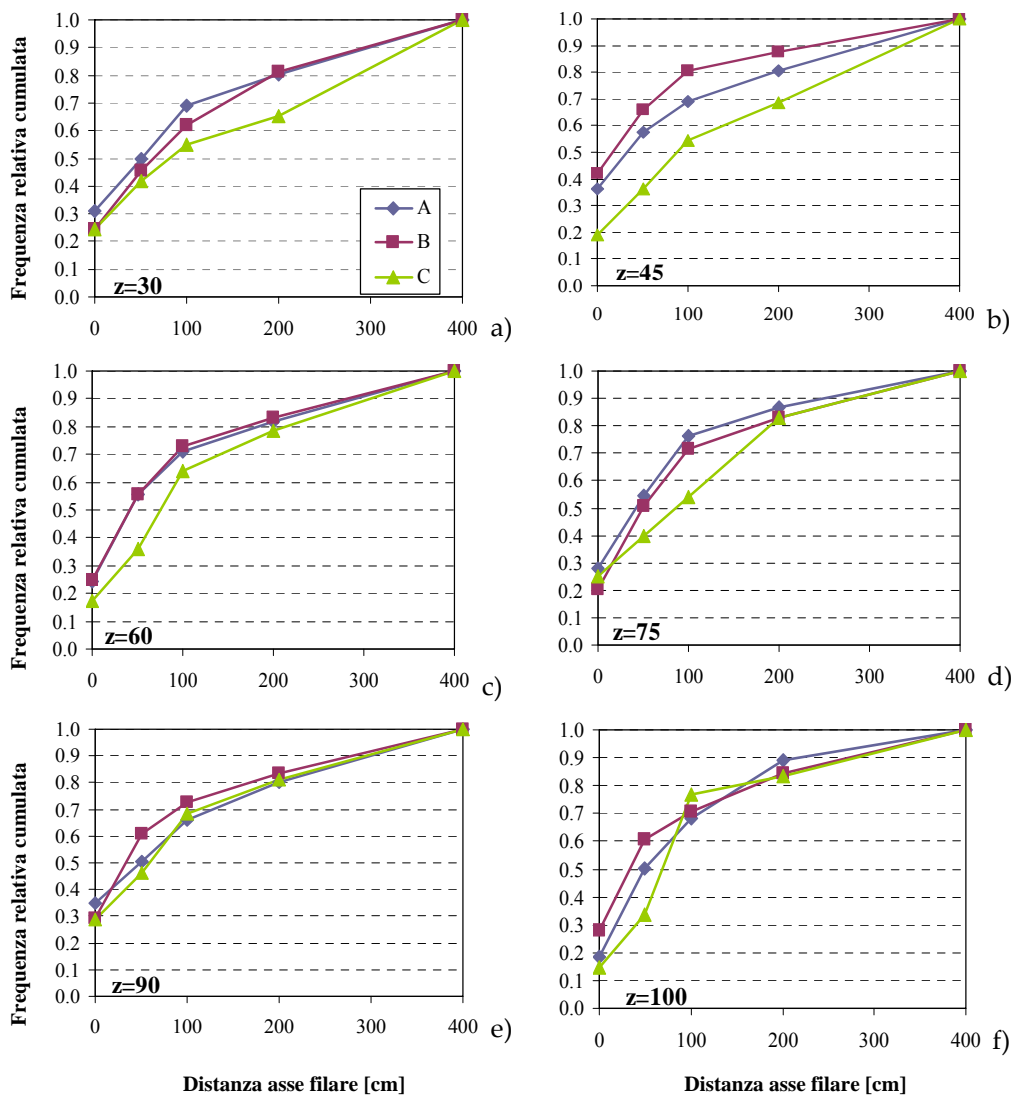 Frequenza relativa cumulata
1.0
0.9
0.8
0.7
0.6
0.5
0.4
0.3
0.2
0.1
0.0
A
B
C
z=30
0 100 200 300 400
a)
1.0
0.9
0.8
0.7
0.6
0.5
0.4
0.3
0.2
0.1
0.0
z=45
0 100 200 300 400
b)
Frequenza relativa cumulata
1.0
0.9
0.8
0.7
0.6
0.5
0.4
0.3
0.2
0.1
0.0
z=60
0 100 200 300 400
c)
1.0
0.9
0.8
0.7
0.6
0.5
0.4
0.3
0.2
0.1
0.0
z=75
0 100 200 300 400
d)
Frequenza relativa cumulata
1.0
0.9
0.8
0.7
0.6
0.5
0.4
0.3
0.2
0.1
0.0
z=90
0 100 200 300 400
e)
Distanza asse filare [cm]
1.0
0.9
0.8
0.7
0.6
0.5
0.4
0.3
0.2
0.1
0.0
z=100
0 100 200 300 400
f)
Distanza asse filare [cm]